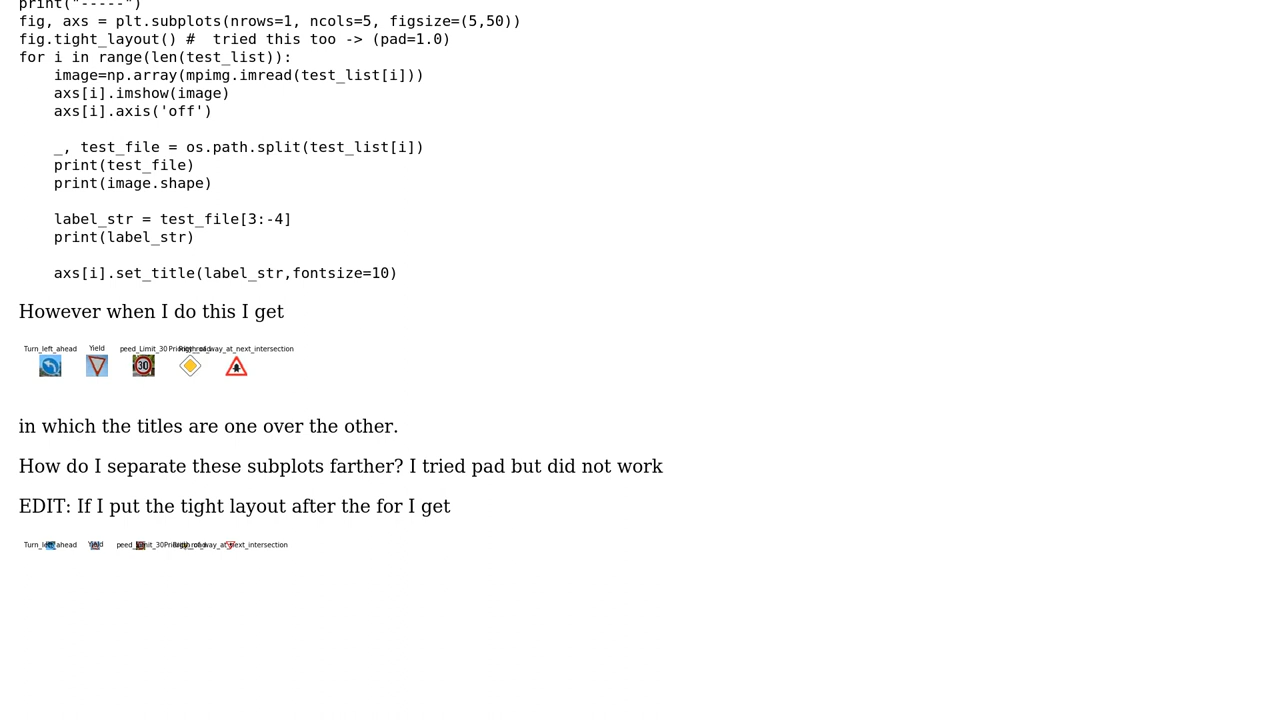 print("-----")
fig, axs = plt.subplots(nrows=1, ncols=5, figsize=(5,50))
fig.tight_layout() #  tried this too -> (pad=1.0)
for i in range(len(test_list)):
    image=np.array(mpimg.imread(test_list[i]))
    axs[i].imshow(image)
    axs[i].axis('off')
    _, test_file = os.path.split(test_list[i])
    print(test_file)
    print(image.shape)
    label_str = test_file[3:-4]
    print(label_str)
    axs[i].set_title(label_str,fontsize=10)
However when I do this I get
Turn_left_ahead Yield peed_Limit_30 _way_at_next_intersection
30
in which the titles are one over the other.
How do I separate these subplots farther? I tried pad but did not work
EDIT: If I put the tight layout after the for I get
Turn_left_ahead Yield peed_Limit_30